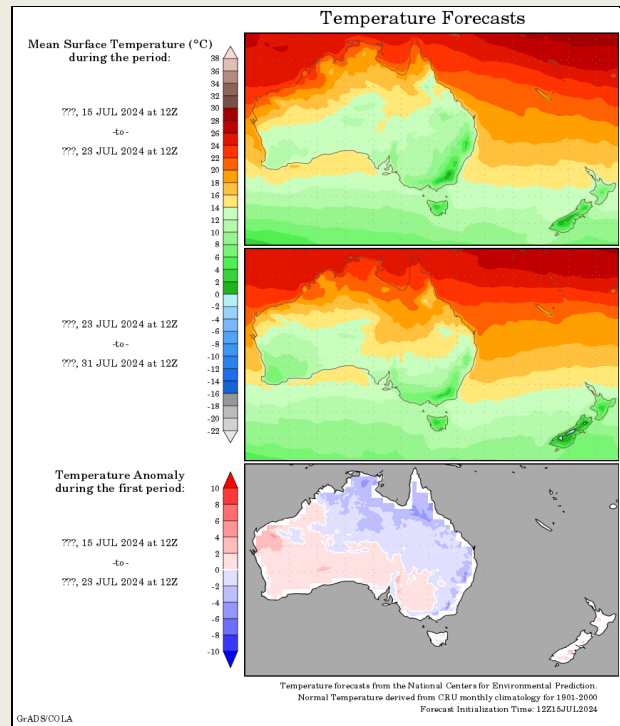 Temperature Forecasts
Mean Surface Temperature (°C)
during the period:
???, 15 JUL 2024 at 12Z
-to-
???, 23 JUL 2024 at 12Z
38
36
34
32
30
28
26
24
22
20
18
16
14
12
10
8
6
4
2
0
-2
-4
-6
-8
-10
-12
-14
-16
-18
-20
-22
???, 23 JUL 2024 at 12Z
-to-
???, 31 JUL 2024 at 12Z
Temperature Anomaly
during the first period:
???, 15 JUL 2024 at 12Z
-to-
???, 23 JUL 2024 at 12Z
10
8
6
4
2
0
-2
-4
-6
-8
-10
Temperature forecasts from the National Centers for Environmental Prediction.
Normal Temperature derived from CRU monthly climatology for 1901-2000
Forecast Initialization Time: 12Z15JUL2024
GrADS/COLA